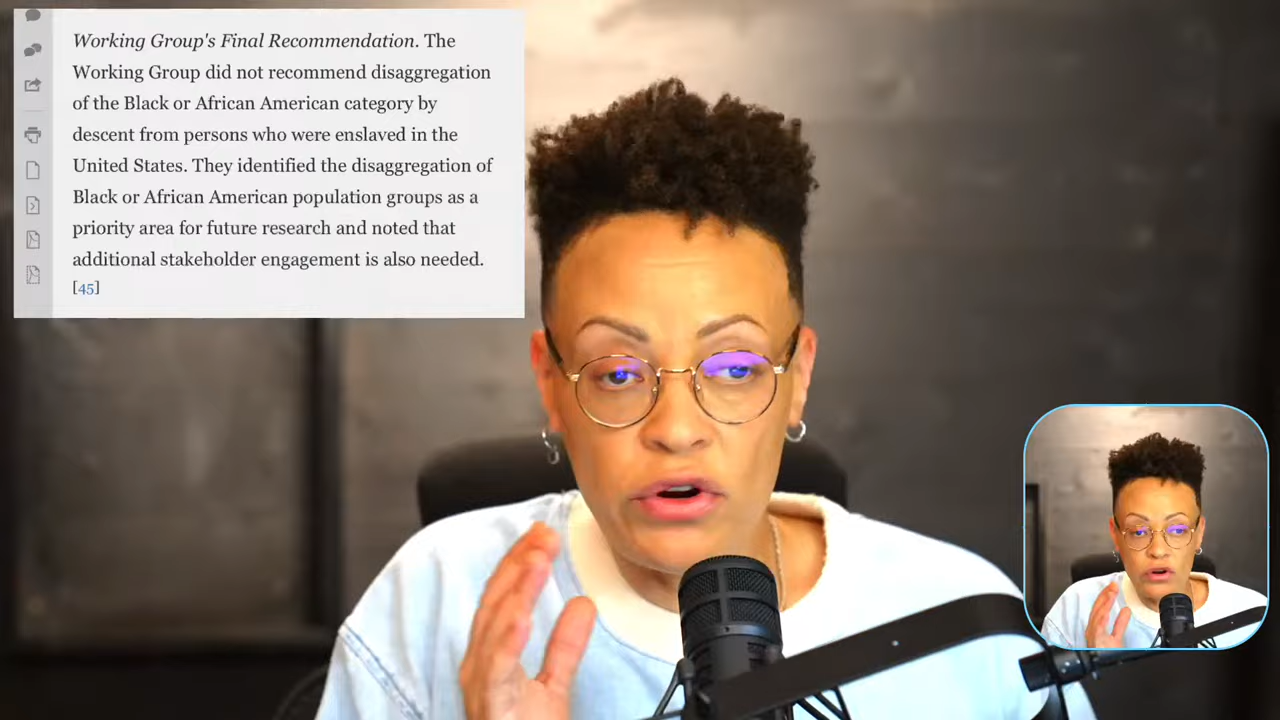 Working Group's Final Recommendation. The
Working Group did not recommend disaggregation
of the Black or African American category by
descent from persons who were enslaved in the
United States. They identified the disaggregation of
Black or African American population groups as a
priority area for future research and noted that
additional stakeholder engagement is also needed.
[45]